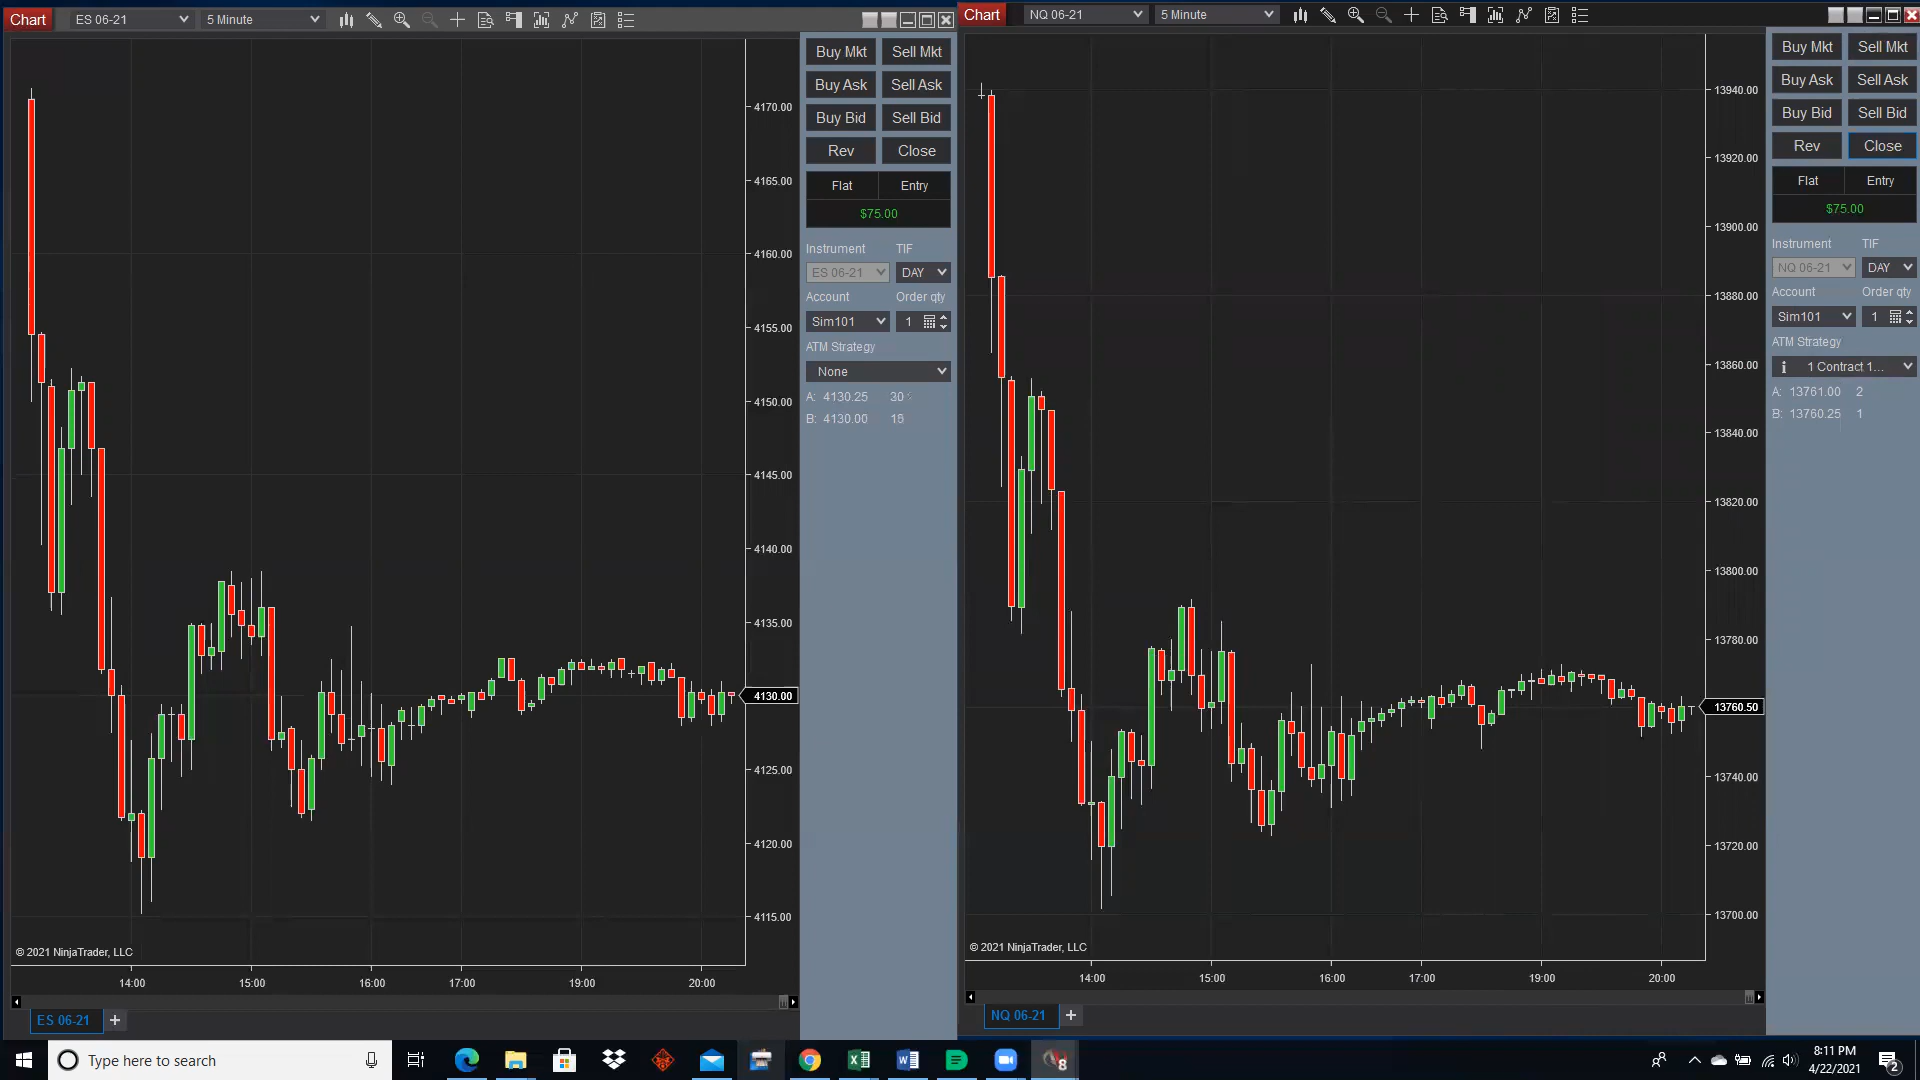 Chart
ES 06-21
5 Minute
Buy Mkt
Sell Mkt
Buy Ask
Sell Ask
Buy Bid
Sell Bid
Rev
Close
Flat
Entry
$75.00
Instrument
TIF
ES 06-21
DAY
Account
Order qty
Sim101
1
ATM Strategy
None
A: 4130.25 30
B: 4130.00
4170.00
4165.00
4160.00
4155.00
4150.00
4145.00
4140.00
4135.00
4130.00
4125.00
4120.00
4115.00
© 2021 NinjaTrader, LLC
14:00 15:00 16:00 17:00 19:00 20:00
ES 06-21
+
Chart
NQ 06-21
5 Minute
Buy Mkt
Sell Mkt
Buy Ask
Sell Ask
Buy Bid
Sell Bid
Rev
Close
Flat
Entry
$75.00
Instrument
TIF
NQ 06-21
DAY
Account
Order qty
Sim101
1
ATM Strategy
i 1 Contract 1...
A: 13761.00 2
B: 13760.25 1
13940.00
13920.00
13900.00
13880.00
13860.00
13840.00
13820.00
13800.00
13780.00
13760.50
13740.00
13720.00
13700.00
© 2021 NinjaTrader, LLC
14:00 15:00 16:00 17:00 19:00 20:00
NQ 06-21
+
Type here to search
8
8:11 PM
4/22/2021
2